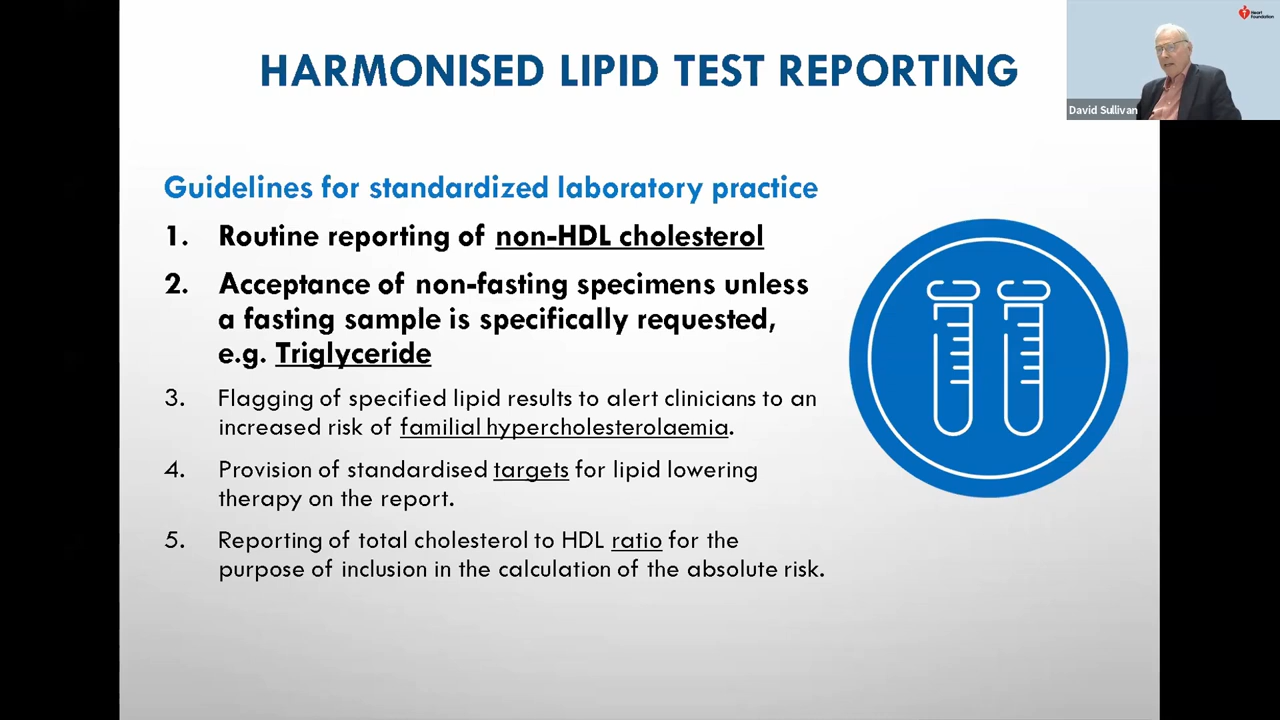 HARMONISED LIPID TEST REPORTING
Heart
Foundation
David Sullivan
Guidelines for standardized laboratory practice
1. Routine reporting of non-HDL cholesterol
2. Acceptance of non-fasting specimens unless
a fasting sample is specifically requested,
e.g. Triglyceride
3. Flagging of specified lipid results to alert clinicians to an
increased risk of familial hypercholesterolaemia.
4. Provision of standardised targets for lipid lowering
therapy on the report.
5. Reporting of total cholesterol to HDL ratio for the
purpose of inclusion in the calculation of the absolute risk.